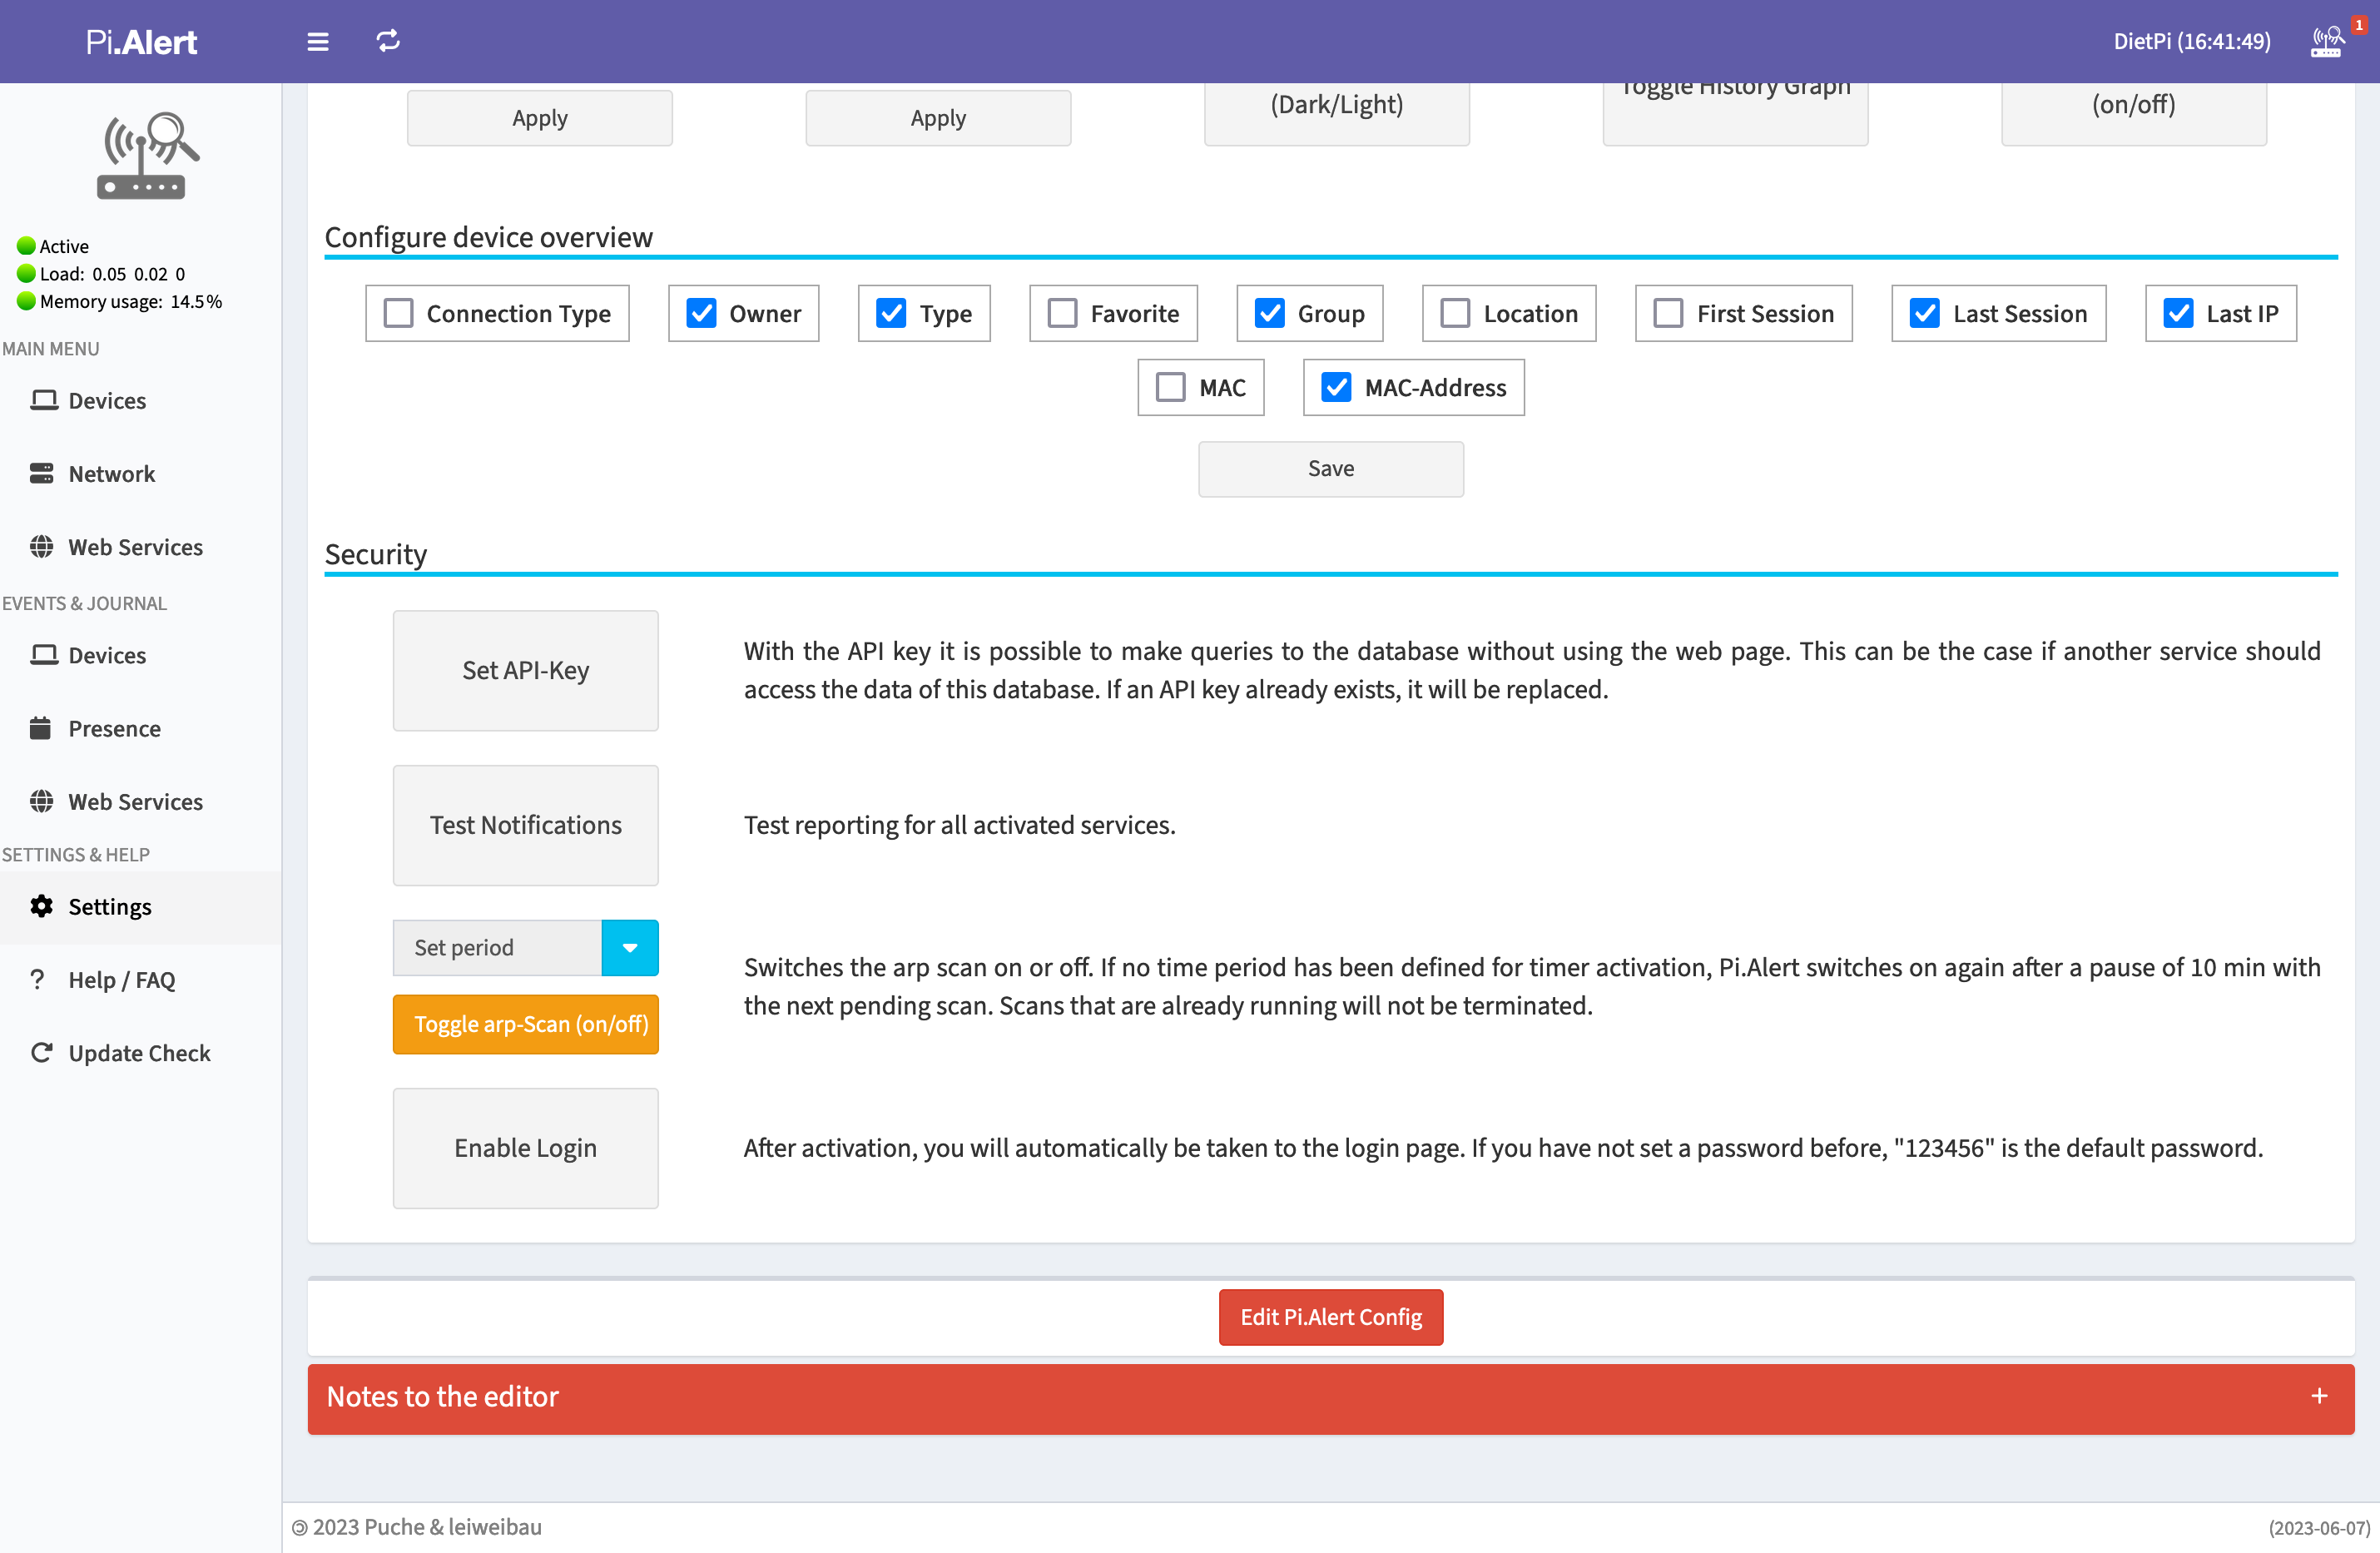 Pi.Alert
DietPi (16:41:49)
1
Active
Load: 0.05 0.02 0
Memory usage: 14.5%
MAIN MENU
Devices
Network
Web Services
EVENTS & JOURNAL
Devices
Presence
Web Services
SETTINGS & HELP
Settings
Help / FAQ
Update Check
Apply
Apply
(Dark/Light)
Toggle History Graph
(on/off)
Configure device overview
Connection Type
Owner
Type
Favorite
Group
Location
First Session
Last Session
Last IP
MAC
MAC-Address
Save
Security
Set API-Key
With the API key it is possible to make queries to the database without using the web page. This can be the case if another service should
access the data of this database. If an API key already exists, it will be replaced.
Test Notifications
Test reporting for all activated services.
Set period
Toggle arp-Scan (on/off)
Switches the arp scan on or off. If no time period has been defined for timer activation, Pi.Alert switches on again after a pause of 10 min with
the next pending scan. Scans that are already running will not be terminated.
Enable Login
After activation, you will automatically be taken to the login page. If you have not set a password before, "123456" is the default password.
Edit Pi.Alert Config
Notes to the editor
+
🄯 2023 Puche & leiweibau
(2023-06-07)